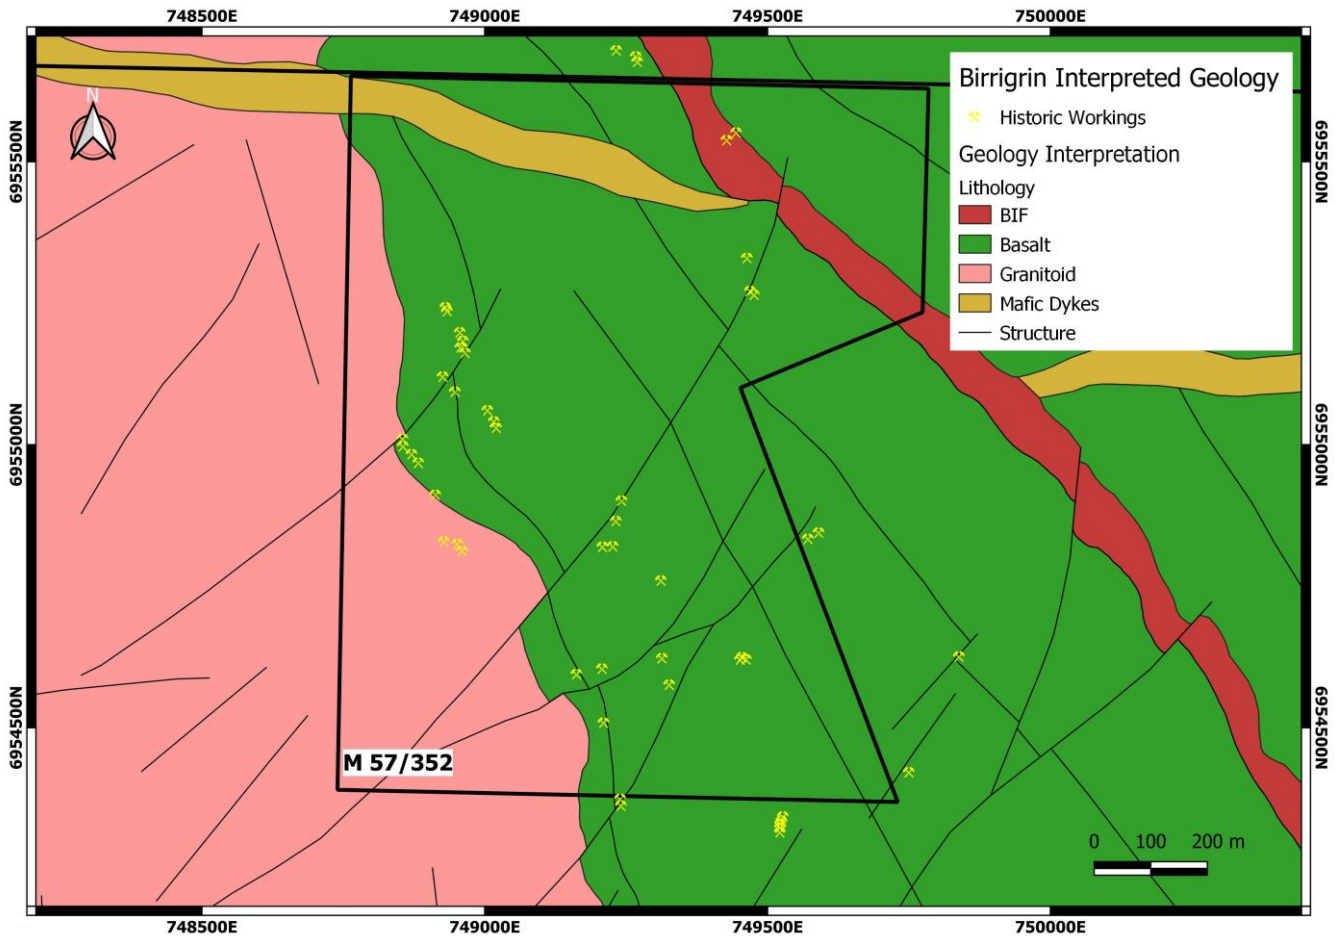 748500E 749000E 749500E 750000E
Birrigrin Interpreted Geology
Historic Workings
Geology Interpretation
Lithology
BIF
Basalt
Granitoid
Mafic Dykes
Structure
N
6955500N
6955500N
6955000N
6955000N
6954500N
6954500N
M 57/352
0 100 200 m
748500E 749000E 749500E 750000E